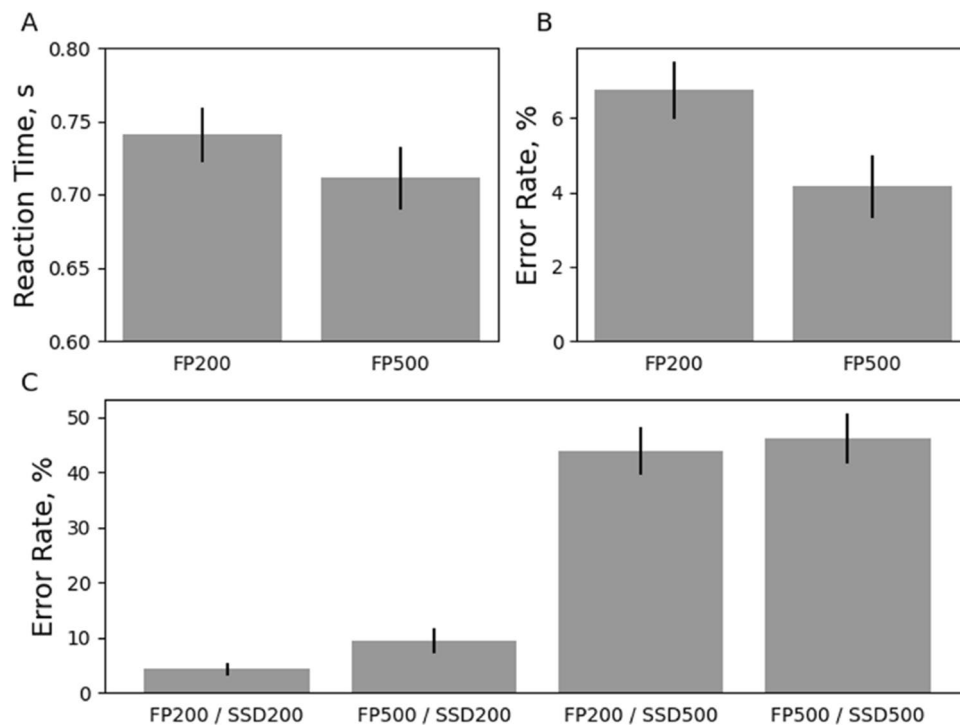 A
Reaction Time, s
0.80
0.75
0.70
0.65
0.60
FP200
FP500
B
Error Rate, %
6
4
2
0
FP200
FP500
C
Error Rate, %
50
40
30
20
10
0
FP200 / SSD200
FP500 / SSD200
FP200 / SSD500
FP500 / SSD500